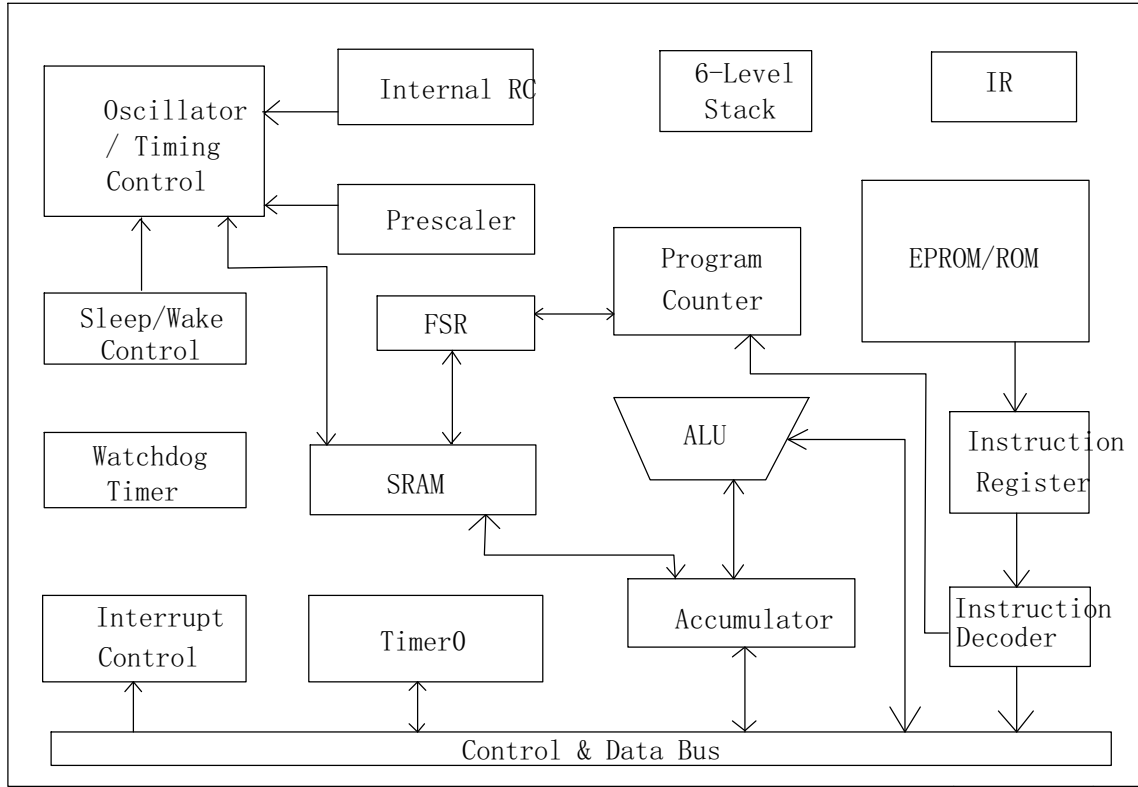 Oscillator
/ Timing
Control
Internal RC
6-Level
Stack
IR
Prescaler
Program
Counter
EPROM/ROM
Sleep/Wake
Control
FSR
Watchdog
Timer
SRAM
ALU
Instruction
Register
Interrupt
Control
Timer0
Accumulator
Instruction
Decoder
Control & Data Bus